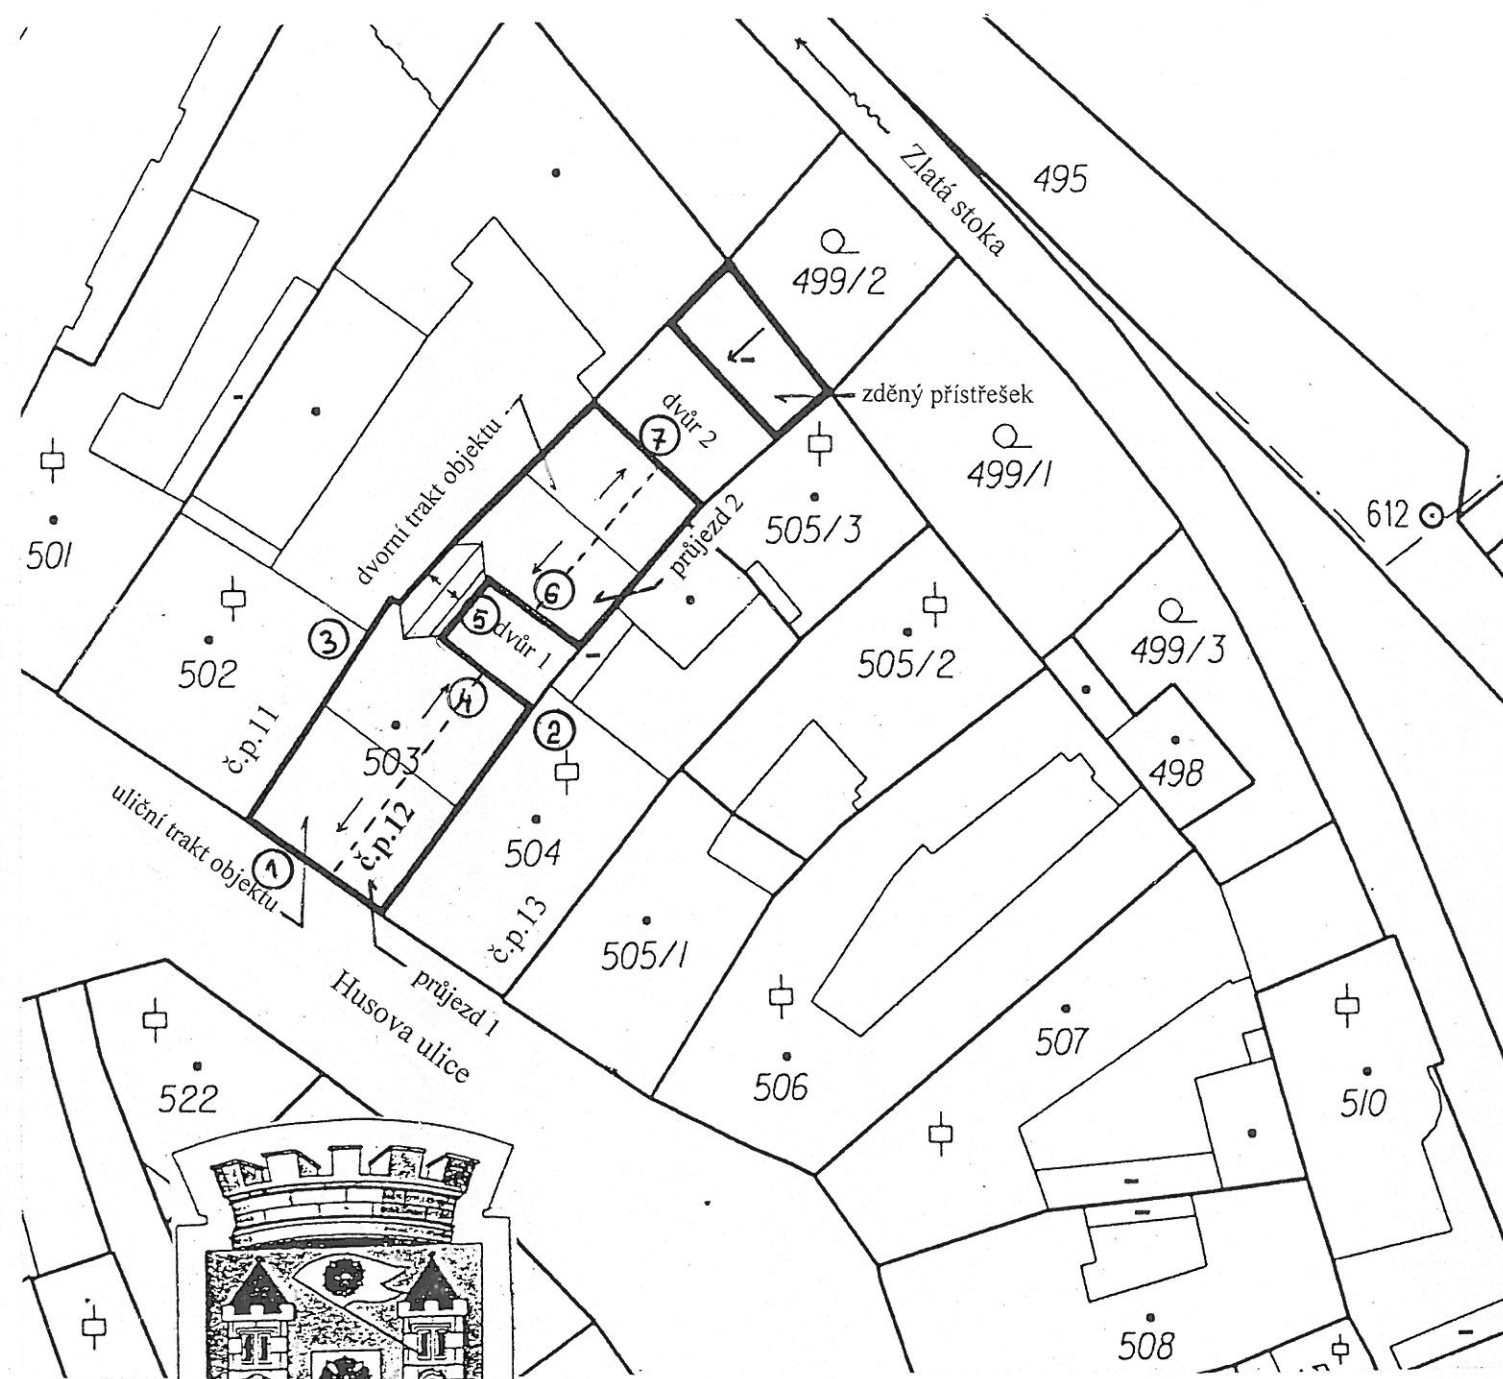 Zlatá stoka
495
499/2
zděný přístřešek
dvůr 2
7
dvorní trakt objektu
499/1
505/3
612
průjezd 2
501
6
5
dvůr 1
3
502
505/2
499/3
4
2
503
498
č.p.11
č.p.12
uliční trakt objektu
1
504
č.p.13
505/1
průjezd 1
Husova ulice
507
506
522
510
508